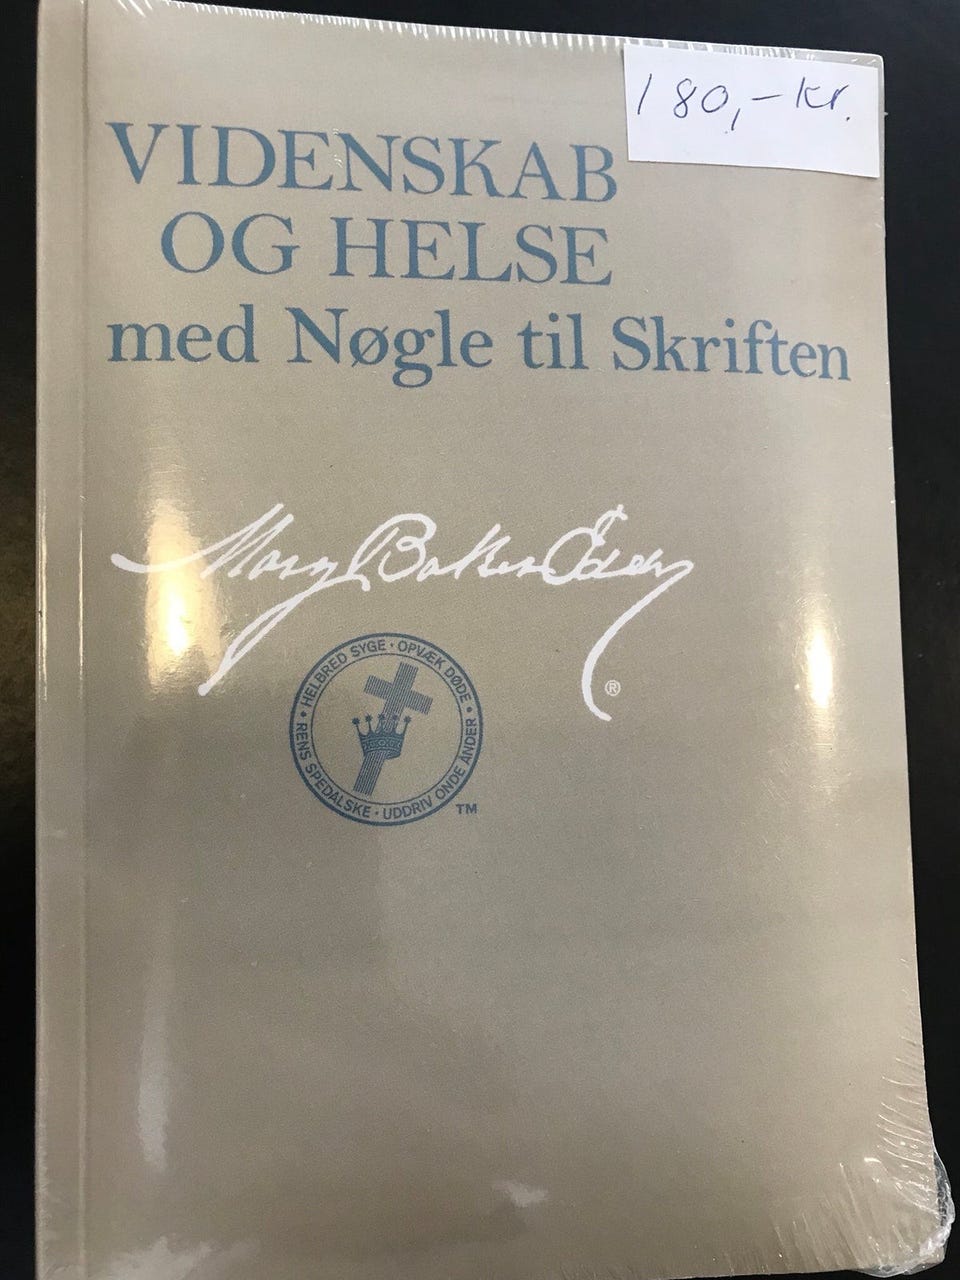 180,- kr.
VIDENSKAB
OG HELSE
med Nøgle til Skriften
Mary Baker Eddy
®
HELBRED SYGE · OPVÆK DØDE · RENS SPEDALSKE · UDDRIV ONDE ÅNDER
TM